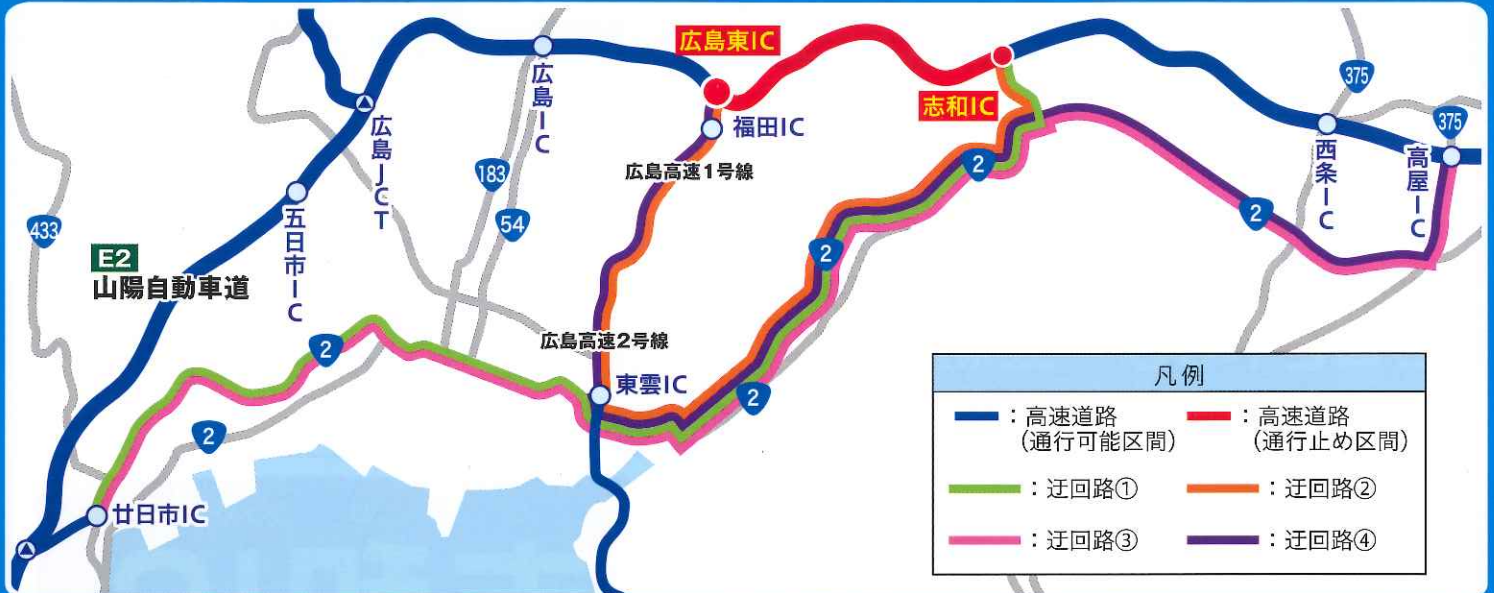 広島東IC
志和IC
福田IC
広島IC
広島JCT
五日市IC
西条IC
高屋IC
東雲IC
廿日市IC
広島高速1号線
広島高速2号線
E2
山陽自動車道
433
183
54
375
375
2
2
2
2
2
2
凡例
：高速道路
（通行可能区間）
：高速道路
（通行止め区間）
：迂回路①
：迂回路②
：迂回路③
：迂回路④